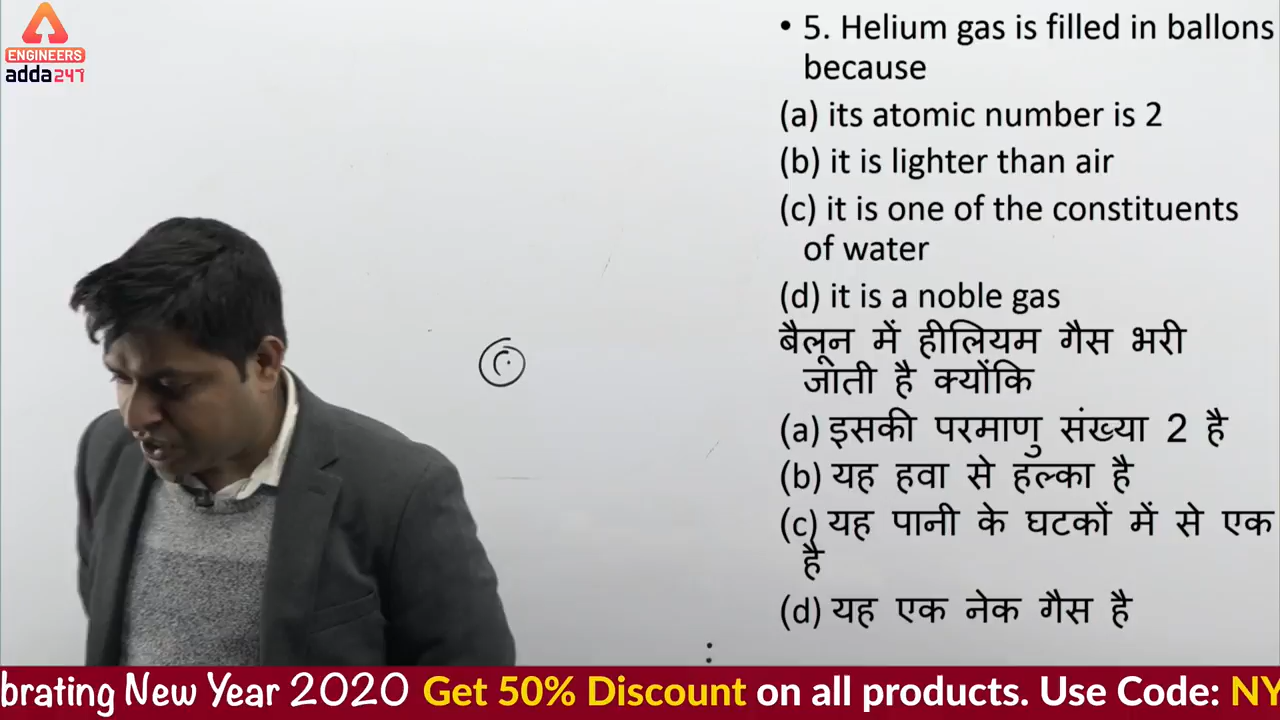 ENGINEERS
adda247
• 5. Helium gas is filled in ballons
because
(a) its atomic number is 2
(b) it is lighter than air
(c) it is one of the constituents
of water
(d) it is a noble gas
बैलून में हीलियम गैस भरी
जाती है क्योंकि
(a) इसकी परमाणु संख्या 2 है
(b) यह हवा से हल्का है
(c) यह पानी के घटकों में से एक
है
(d) यह एक नेक गैस है
brating New Year 2020 Get 50% Discount on all products. Use Code: NY